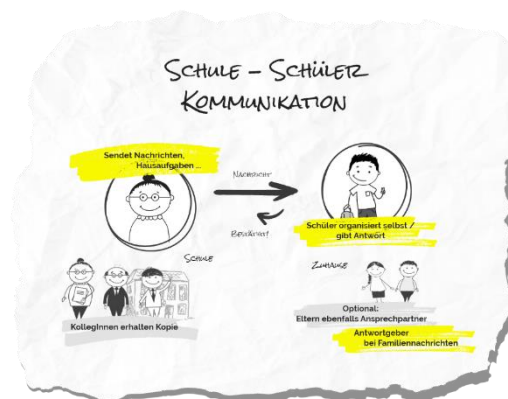 SCHULE – SCHÜLER
KOMMUNIKATION
Sendet Nachrichten,
Hausaufgaben ...
NACHRICHT
Schüler organisiert selbst /
gibt Antwort
BESTÄTIGT
SCHULE
ZUHAUSE
KollegInnen erhalten Kopie
Optional:
Eltern ebenfalls Ansprechpartner
Antwortgeber
bei Familiennachrichten